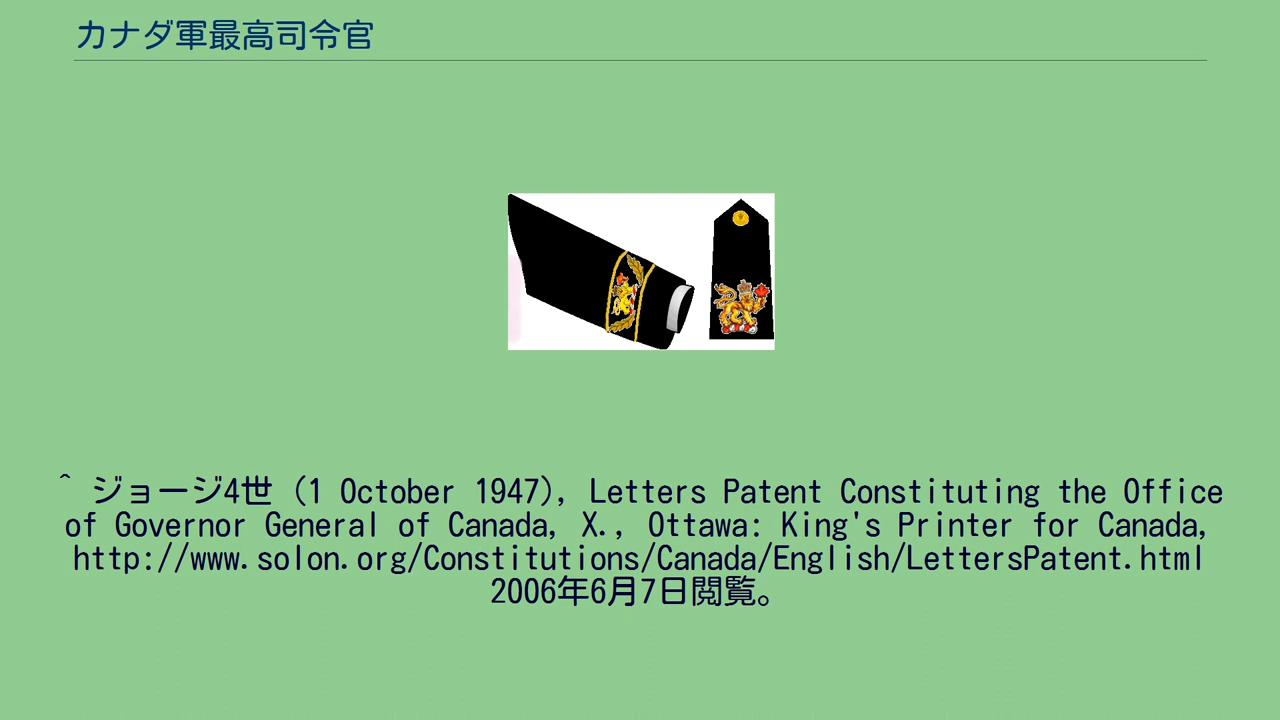 カナダ軍最高司令官
^ ジョージ4世 (1 October 1947), Letters Patent Constituting the Office
of Governor General of Canada, X., Ottawa: King's Printer for Canada,
http://www.solon.org/Constitutions/Canada/English/LettersPatent.html
2006年6月7日閲覧。